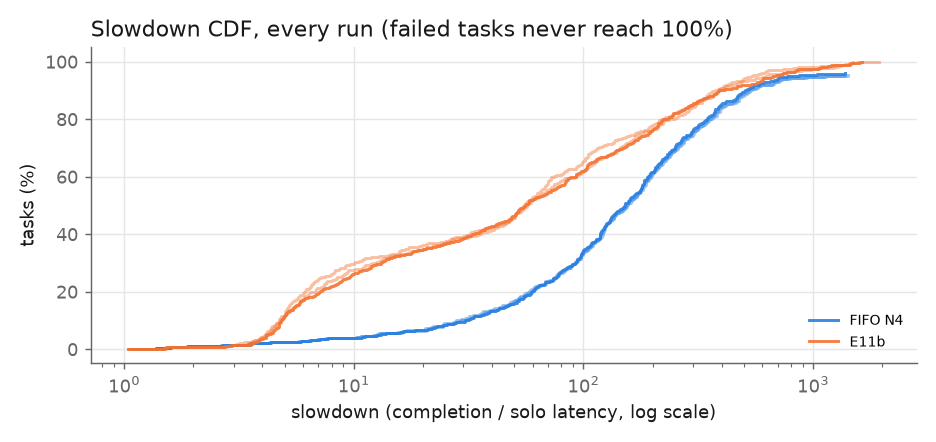 Slowdown CDF, every run (failed tasks never reach 100%)
100
80
60
40
20
0
tasks (%)
FIFO N4
E11b
10⁰
10¹
10²
10³
slowdown (completion / solo latency, log scale)